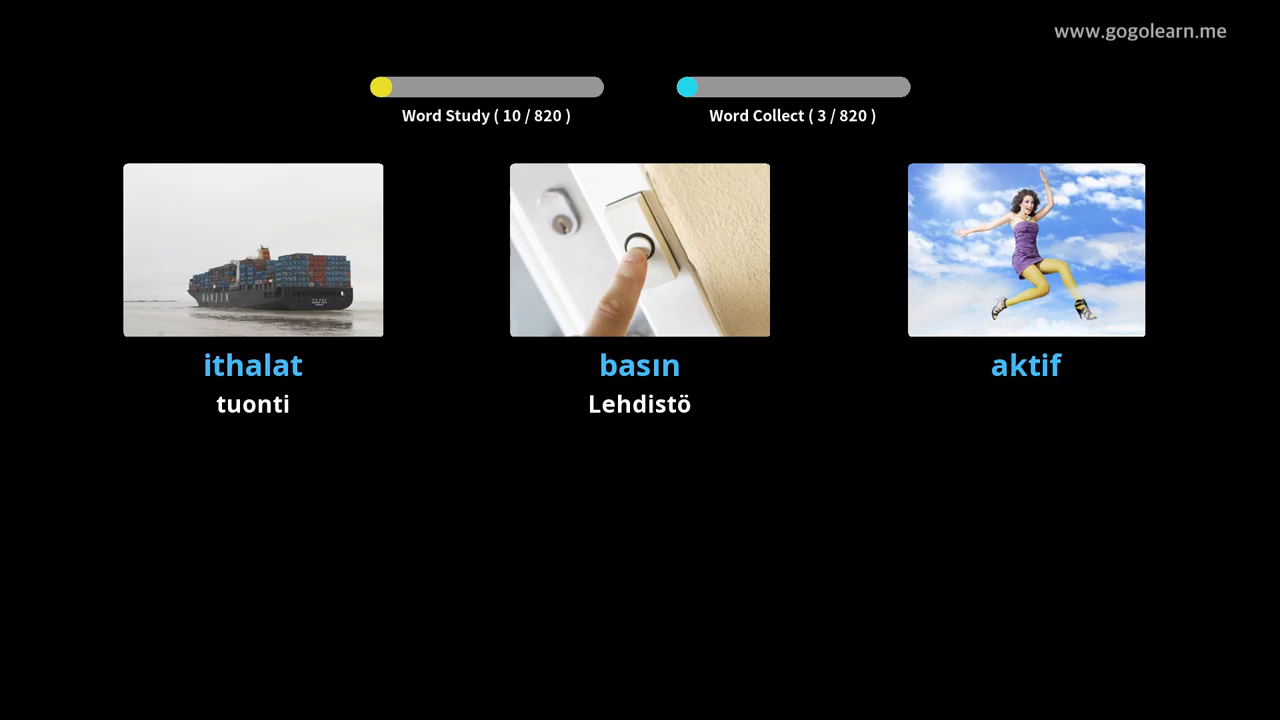 www.gogolearn.me
Word Study ( 10 / 820 )
Word Collect ( 3 / 820 )
ithalat
basın
aktif
tuonti
Lehdistö